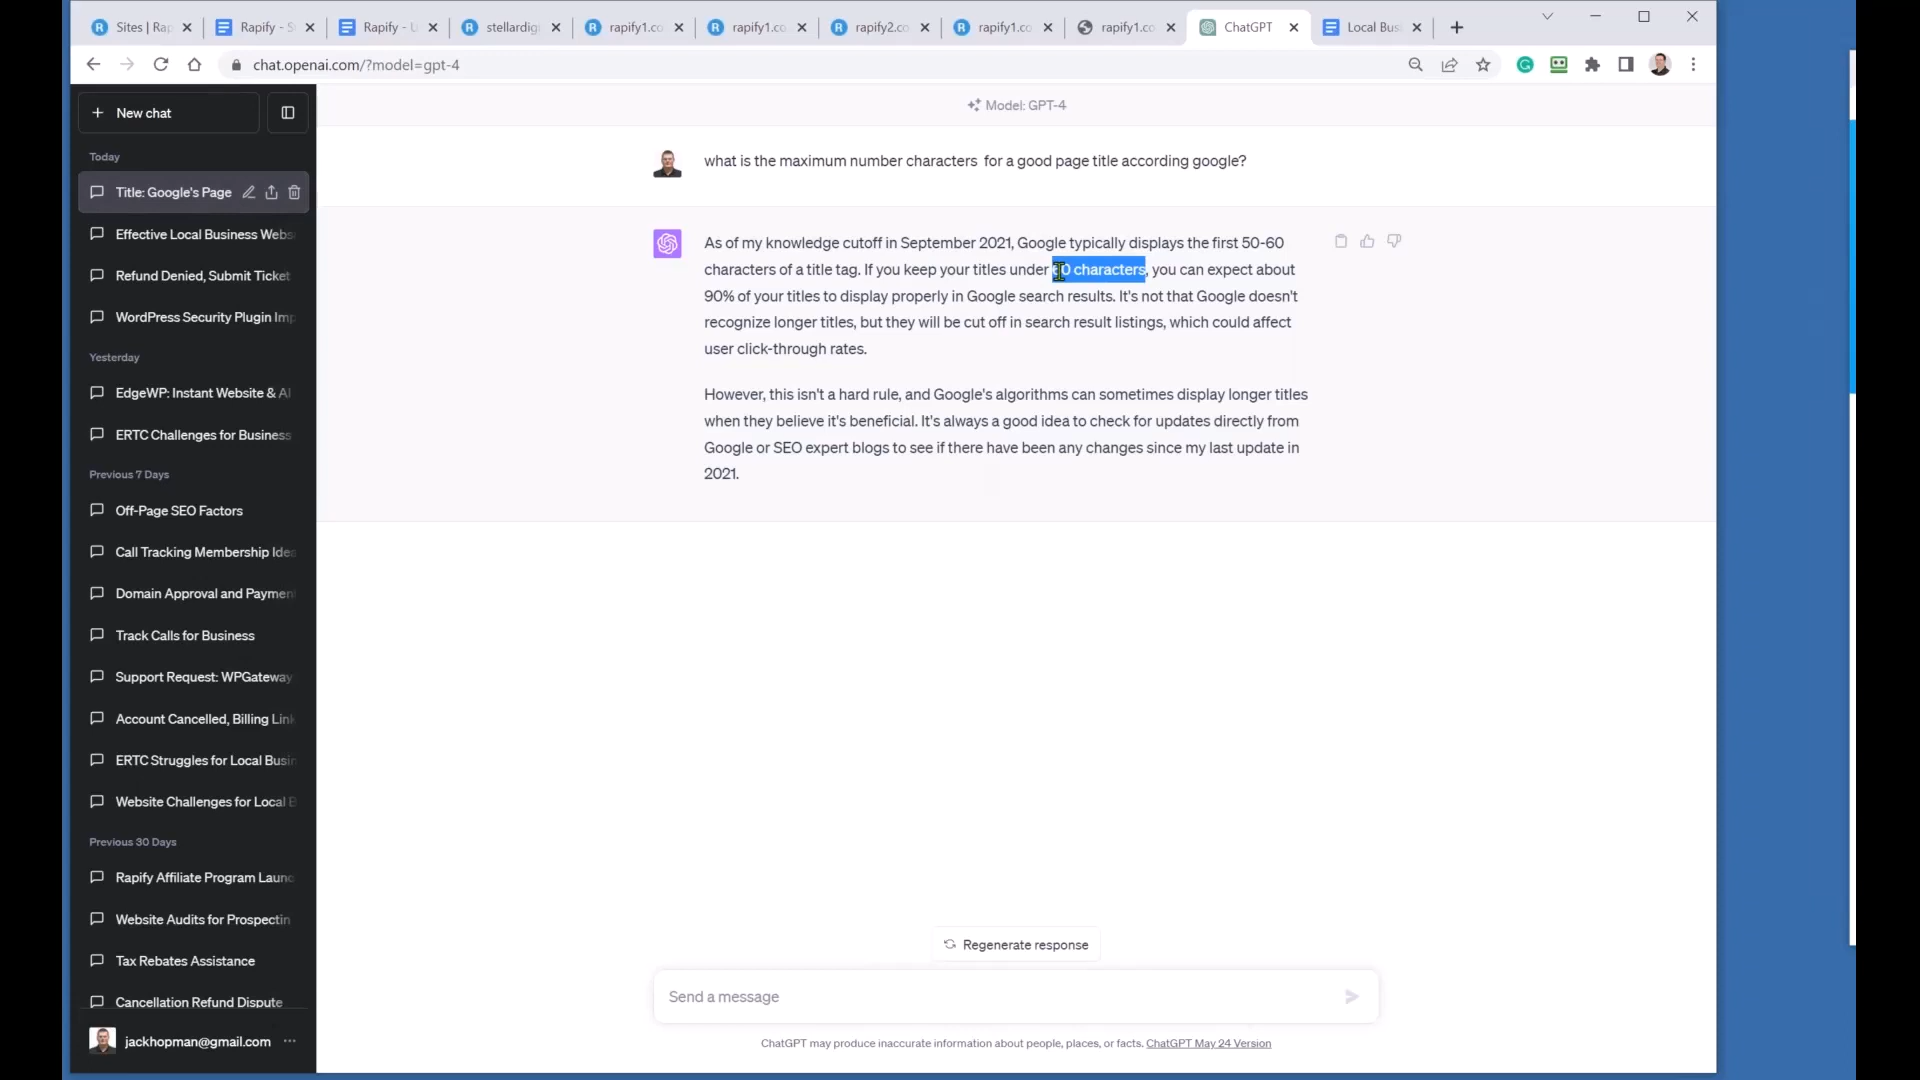 Sites | Rap
Rapify - S
Rapify - U
stellardigi
rapify1.co
rapify1.co
rapify2.co
rapify1.co
rapify1.co
ChatGPT
Local Busi
chat.openai.com/?model=gpt-4
New chat
Today
Title: Google's Page
Effective Local Business Webs
Refund Denied, Submit Ticket
WordPress Security Plugin Imp
Yesterday
EdgeWP: Instant Website & AI
ERTC Challenges for Business
Previous 7 Days
Off-Page SEO Factors
Call Tracking Membership Idea
Domain Approval and Payment
Track Calls for Business
Support Request: WPGateway
Account Cancelled, Billing Link
ERTC Struggles for Local Busin
Website Challenges for Local B
Previous 30 Days
Rapify Affiliate Program Launc
Website Audits for Prospectin
Tax Rebates Assistance
Cancellation Refund Dispute
jackhopman@gmail.com
Model: GPT-4
what is the maximum number characters for a good page title according google?
As of my knowledge cutoff in September 2021, Google typically displays the first 50-60
characters of a title tag. If you keep your titles under 60 characters, you can expect about
90% of your titles to display properly in Google search results. It's not that Google doesn't
recognize longer titles, but they will be cut off in search result listings, which could affect
user click-through rates.
However, this isn't a hard rule, and Google's algorithms can sometimes display longer titles
when they believe it's beneficial. It's always a good idea to check for updates directly from
Google or SEO expert blogs to see if there have been any changes since my last update in
2021.
Regenerate response
Send a message
ChatGPT may produce inaccurate information about people, places, or facts. ChatGPT May 24 Version